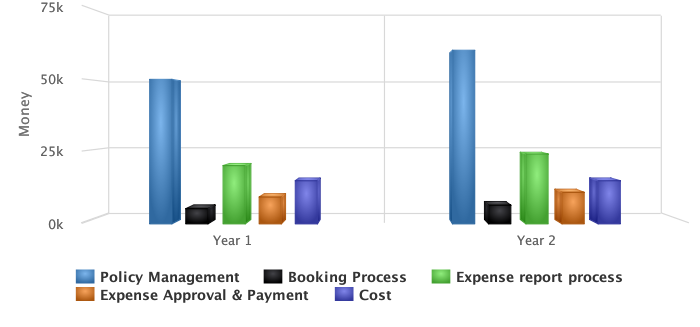 75k
50k
25k
0k
Money
Year 1 Year 2
Policy Management Booking Process Expense report process
Expense Approval & Payment Cost